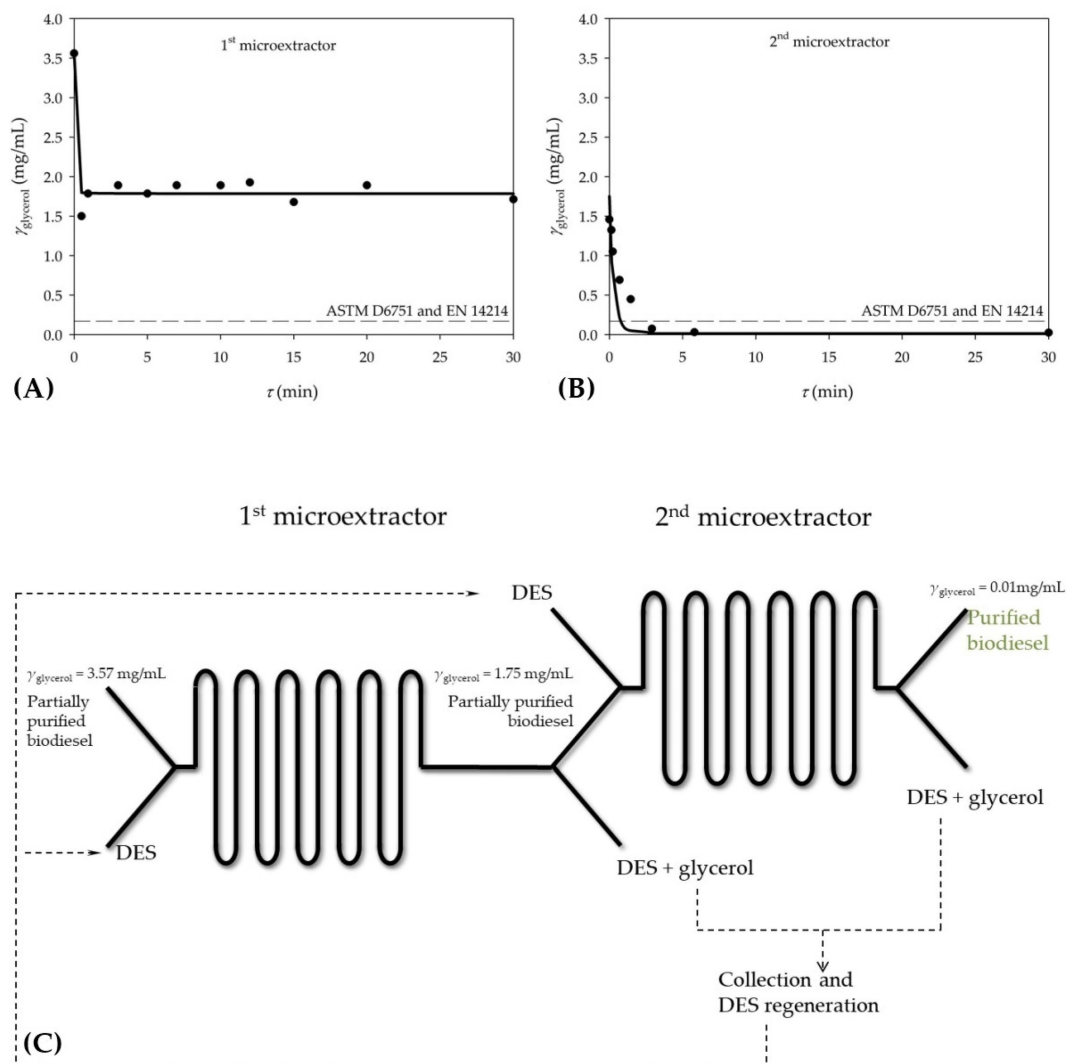 4.0
3.5
3.0
2.5
2.0
1.5
1.0
0.5
0.0
γglycerol (mg/mL)
1st microextractor
ASTM D6751 and EN 14214
0 5 10 15 20 25 30
τ (min)
(A)
4.0
3.5
3.0
2.5
2.0
1.5
1.0
0.5
0.0
γglycerol (mg/mL)
2nd microextractor
ASTM D6751 and EN 14214
0 5 10 15 20 25 30
τ (min)
(B)
1st microextractor
2nd microextractor
DES
γglycerol = 0.01mg/mL
Purified
biodiesel
γglycerol = 3.57 mg/mL
Partially
purified
biodiesel
γglycerol = 1.75 mg/mL
Partially purified
biodiesel
DES
DES + glycerol
DES + glycerol
Collection and
DES regeneration
(C)